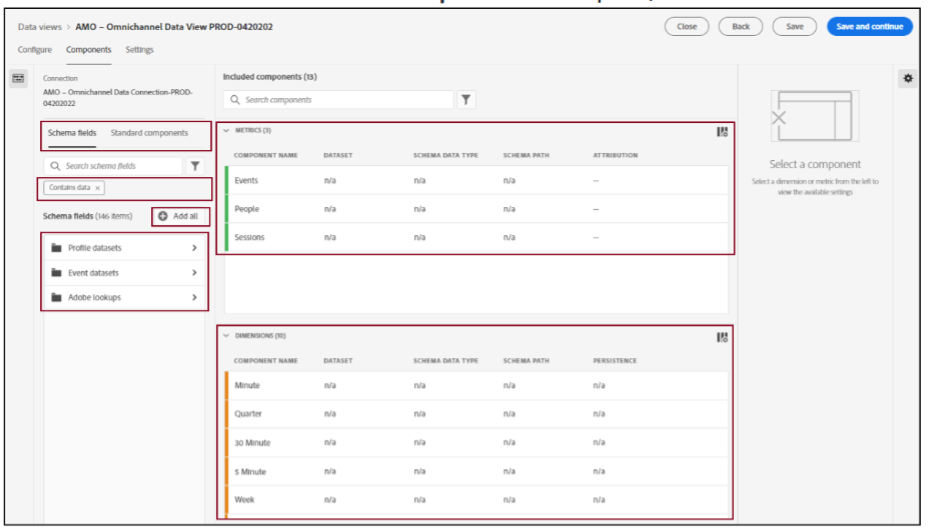 Data views > AMO – Omnichannel Data View PROD-0420202
Close
Back
Save
Save and continue
Configure
Components
Settings
Connection
AMO – Omnichannel Data Connection-PROD-
04202022
Schema fields
Standard components
Search schema fields
Contains data ×
Schema fields (146 items)
Add all
Profile datasets
Event datasets
Adobe lookups
Included components (13)
Search components
METRICS (3)
COMPONENT NAME DATASET SCHEMA DATA TYPE SCHEMA PATH ATTRIBUTION
Events n/a n/a n/a --
People n/a n/a n/a --
Sessions n/a n/a n/a --
DIMENSIONS (10)
COMPONENT NAME DATASET SCHEMA DATA TYPE SCHEMA PATH PERSISTENCE
Minute n/a n/a n/a n/a
Quarter n/a n/a n/a n/a
30 Minute n/a n/a n/a n/a
5 Minute n/a n/a n/a n/a
Week n/a n/a n/a n/a
Select a component
Select a dimension or metric from the left to
view the available settings.